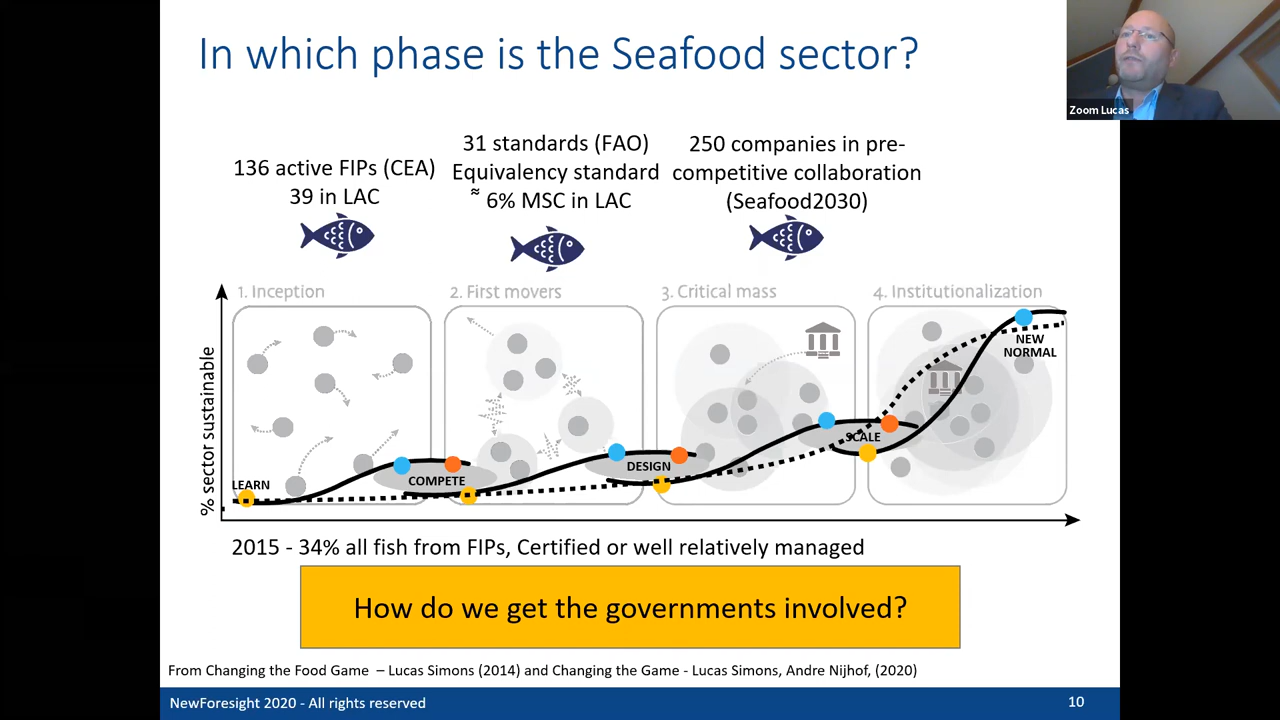 In which phase is the Seafood sector?
Zoom Lucas
136 active FIPs (CEA)
39 in LAC
31 standards (FAO)
Equivalency standard
≈ 6% MSC in LAC
250 companies in pre-
competitive collaboration
(Seafood2030)
1. Inception
2. First movers
3. Critical mass
4. Institutionalization
% sector sustainable
LEARN
COMPETE
DESIGN
SCALE
NEW
NORMAL
2015 - 34% all fish from FIPs, Certified or well relatively managed
How do we get the governments involved?
From Changing the Food Game – Lucas Simons (2014) and Changing the Game - Lucas Simons, Andre Nijhof, (2020)
NewForesight 2020 - All rights reserved
10